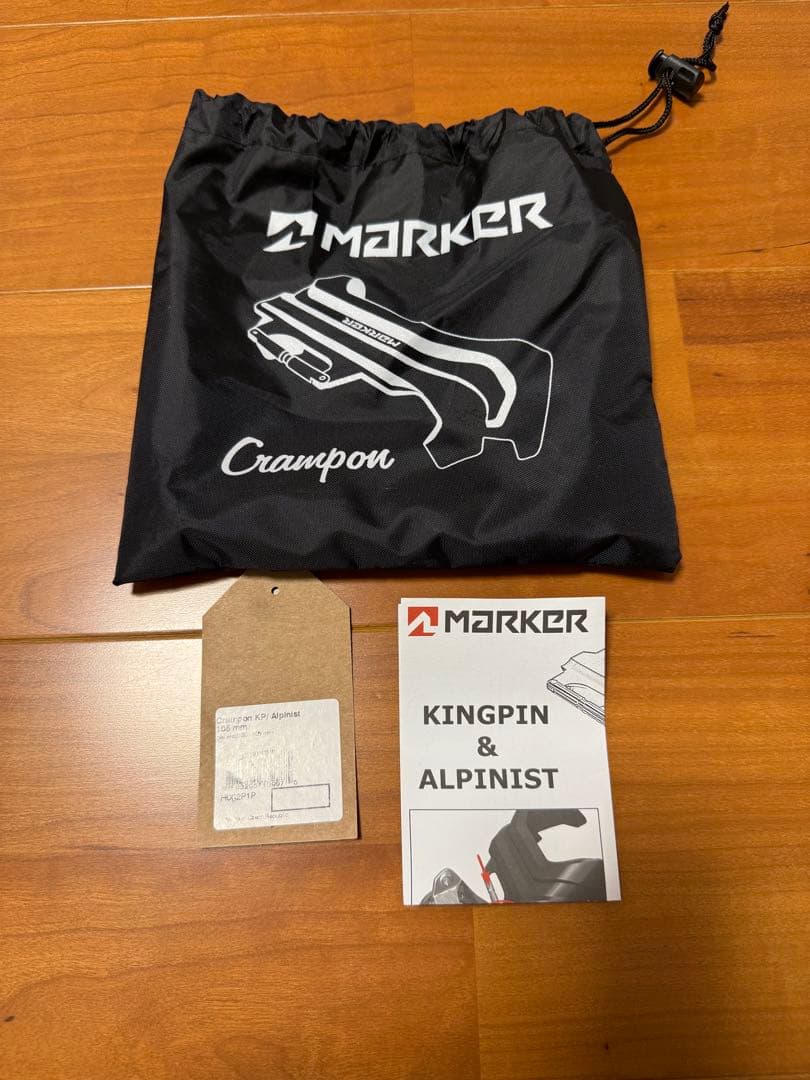 MARKER
MARKER
Crampon
MARKER
KINGPIN
&
ALPINIST
Crampon KP/ Alpinist
105 mm